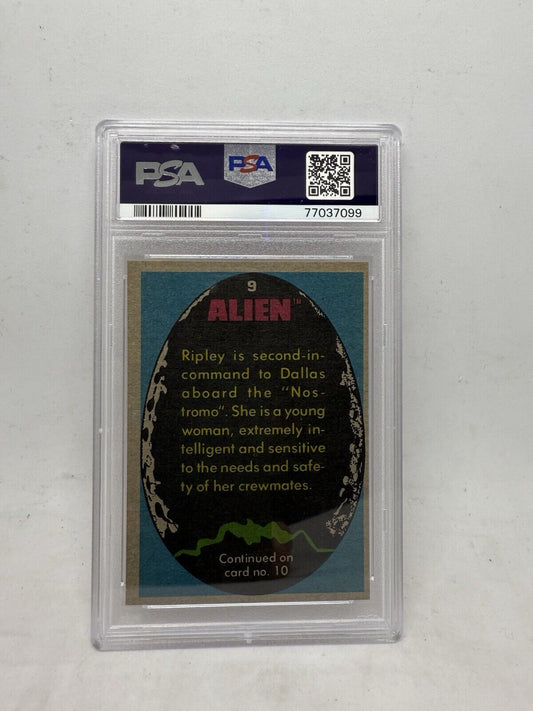 PSA
PSA
77037099
9
ALIEN™
Ripley is second-in-
command to Dallas
aboard the "Nos-
tromo". She is a young
woman, extremely in-
telligent and sensitive
to the needs and safe-
ty of her crewmates.
Continued on
card no. 10